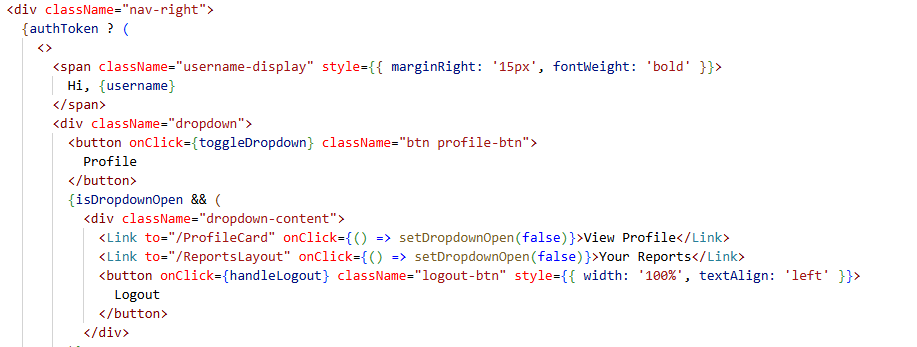 <div className="nav-right">
{authToken ? (
<>
<span className="username-display" style={{ marginRight: '15px', fontWeight: 'bold' }}>
Hi, {username}
</span>
<div className="dropdown">
<button onClick={toggleDropdown} className="btn profile-btn">
Profile
</button>
{isDropdownOpen && (
<div className="dropdown-content">
<Link to="/ProfileCard" onClick={() => setDropdownOpen(false)}>View Profile</Link>
<Link to="/ReportsLayout" onClick={() => setDropdownOpen(false)}>Your Reports</Link>
<button onClick={handleLogout} className="logout-btn" style={{ width: '100%', textAlign: 'left' }}>
Logout
</button>
</div>